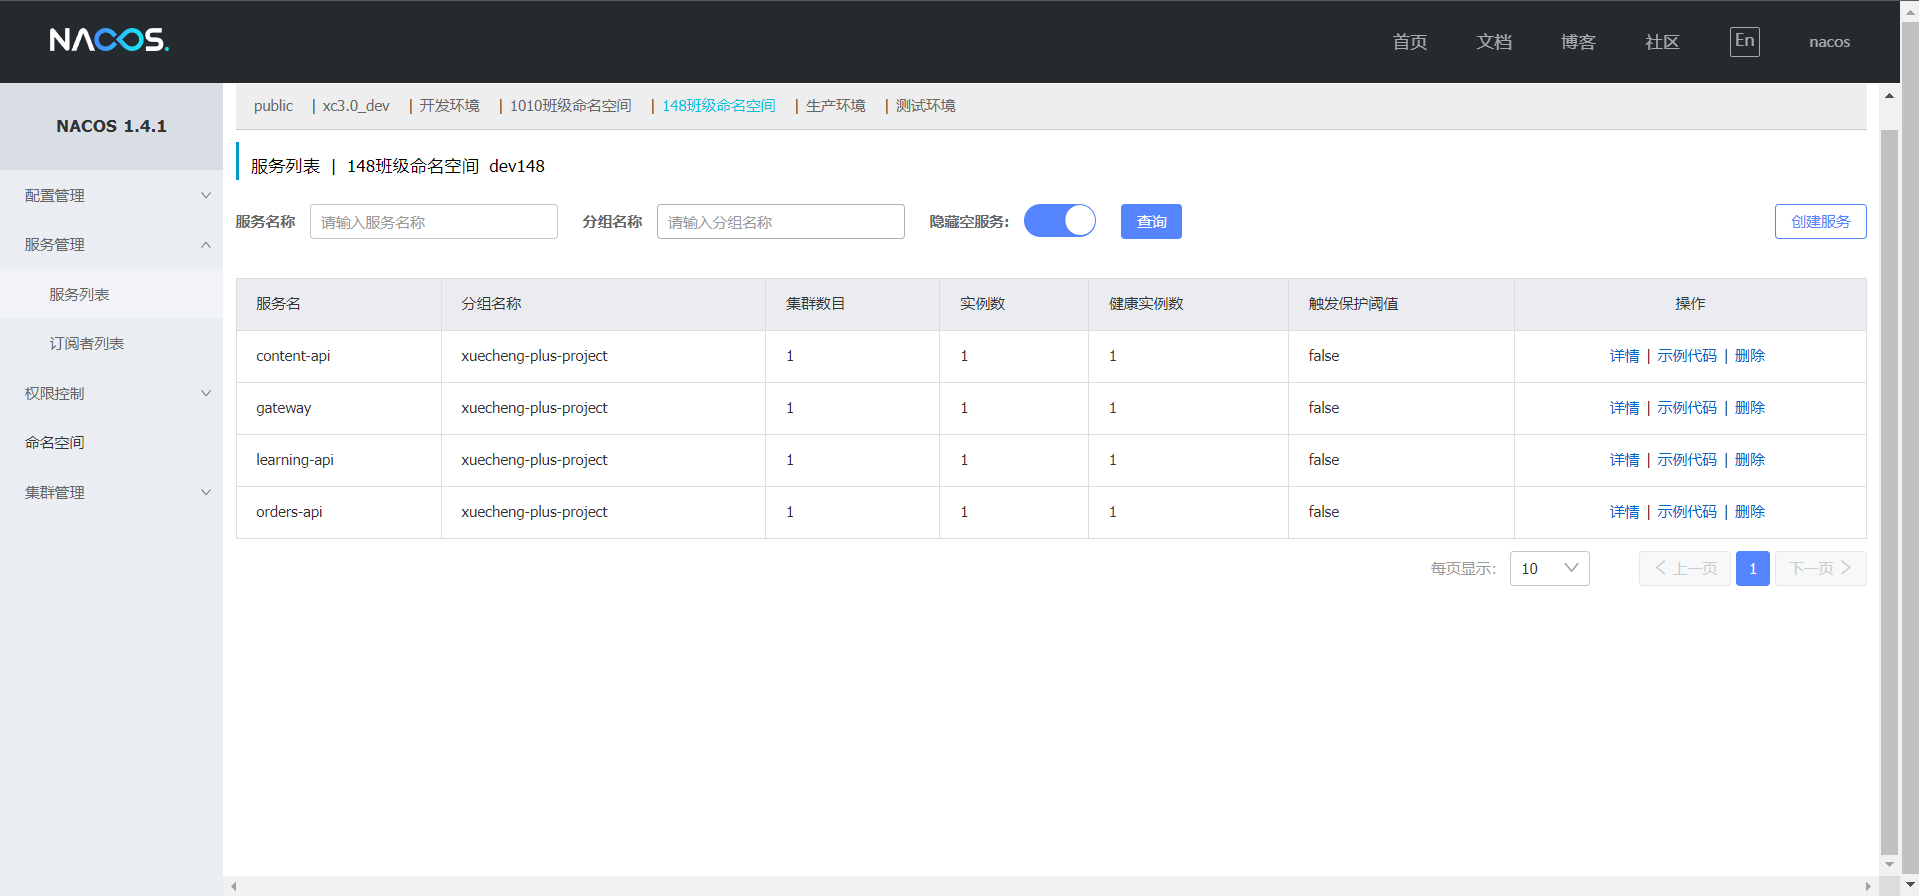 NACOS. 首页 文档 博客 社区 En nacos
NACOS 1.4.1
配置管理
服务管理
服务列表
订阅者列表
权限控制
命名空间
集群管理
public | xc3.0_dev | 开发环境 | 1010班级命名空间 | 148班级命名空间 | 生产环境 | 测试环境
服务列表 | 148班级命名空间 dev148
服务名称 请输入服务名称 分组名称 请输入分组名称 隐藏空服务: 查询 创建服务
服务名 分组名称 集群数目 实例数 健康实例数 触发保护阈值 操作
content-api xuecheng-plus-project 1 1 1 false 详情 | 示例代码 | 删除
gateway xuecheng-plus-project 1 1 1 false 详情 | 示例代码 | 删除
learning-api xuecheng-plus-project 1 1 1 false 详情 | 示例代码 | 删除
orders-api xuecheng-plus-project 1 1 1 false 详情 | 示例代码 | 删除
每页显示: 10 上一页 1 下一页